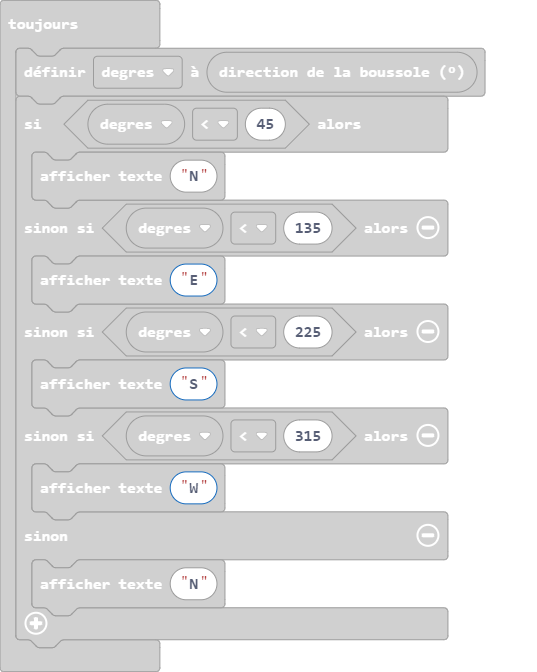 toujours
définir degres à direction de la boussole (°)
si degres < 45 alors
afficher texte "N"
sinon si degres < 135 alors
afficher texte "E"
sinon si degres < 225 alors
afficher texte "S"
sinon si degres < 315 alors
afficher texte "W"
sinon
afficher texte "N"